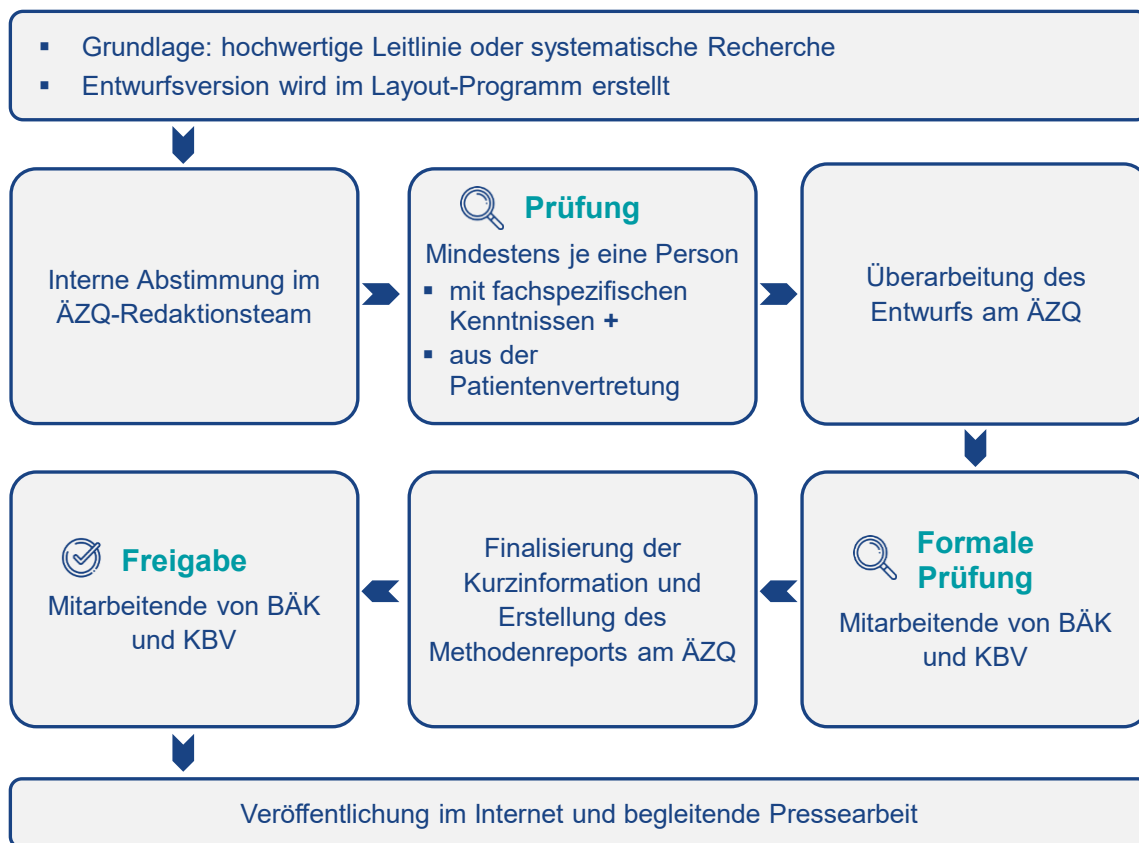 ▪ Grundlage: hochwertige Leitlinie oder systematische Recherche
▪ Entwurfsversion wird im Layout-Programm erstellt
Interne Abstimmung im
ÄZQ-Redaktionsteam
Prüfung
Mindestens je eine Person
▪ mit fachspezifischen
Kenntnissen +
▪ aus der
Patientenvertretung
Überarbeitung des
Entwurfs am ÄZQ
Formale
Prüfung
Mitarbeitende von BÄK
und KBV
Finalisierung der
Kurzinformation und
Erstellung des
Methodenreports am ÄZQ
Freigabe
Mitarbeitende von BÄK
und KBV
Veröffentlichung im Internet und begleitende Pressearbeit